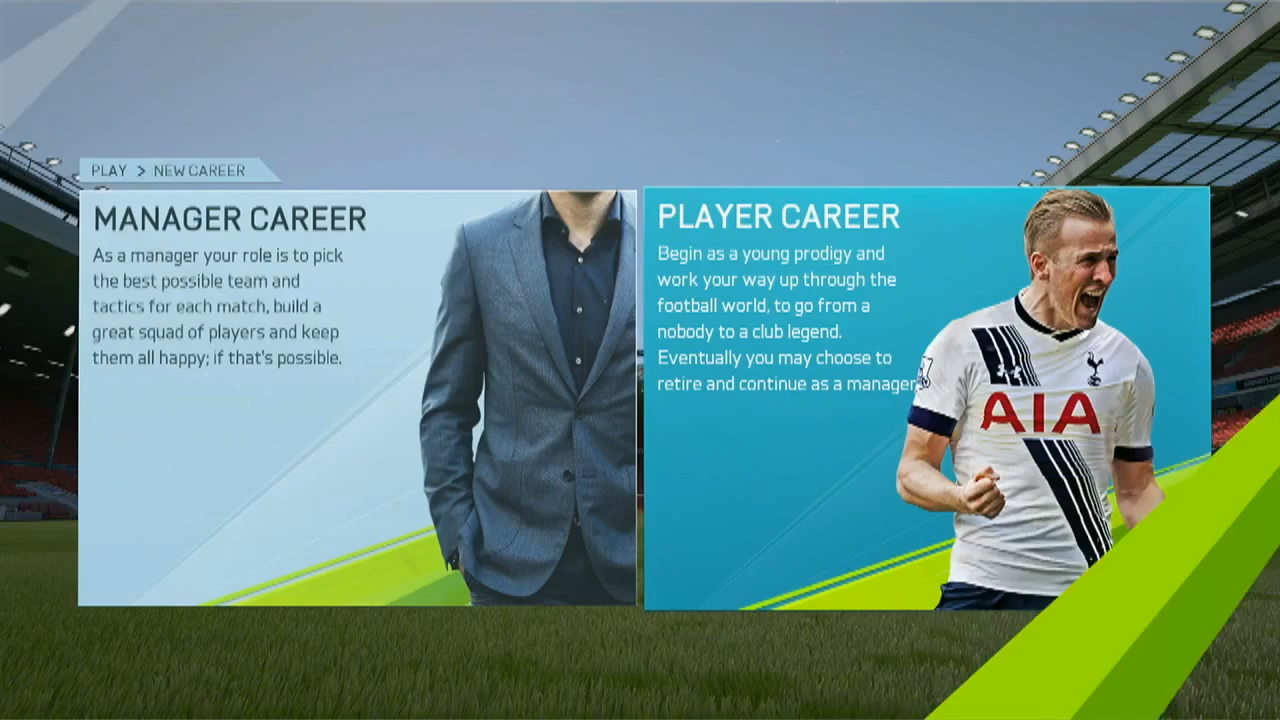 PLAY > NEW CAREER
MANAGER CAREER
As a manager your role is to pick
the best possible team and
tactics for each match, build a
great squad of players and keep
them all happy; if that's possible.
PLAYER CAREER
Begin as a young prodigy and
work your way up through the
football world, to go from a
nobody to a club legend.
Eventually you may choose to
retire and continue as a manager
AIA